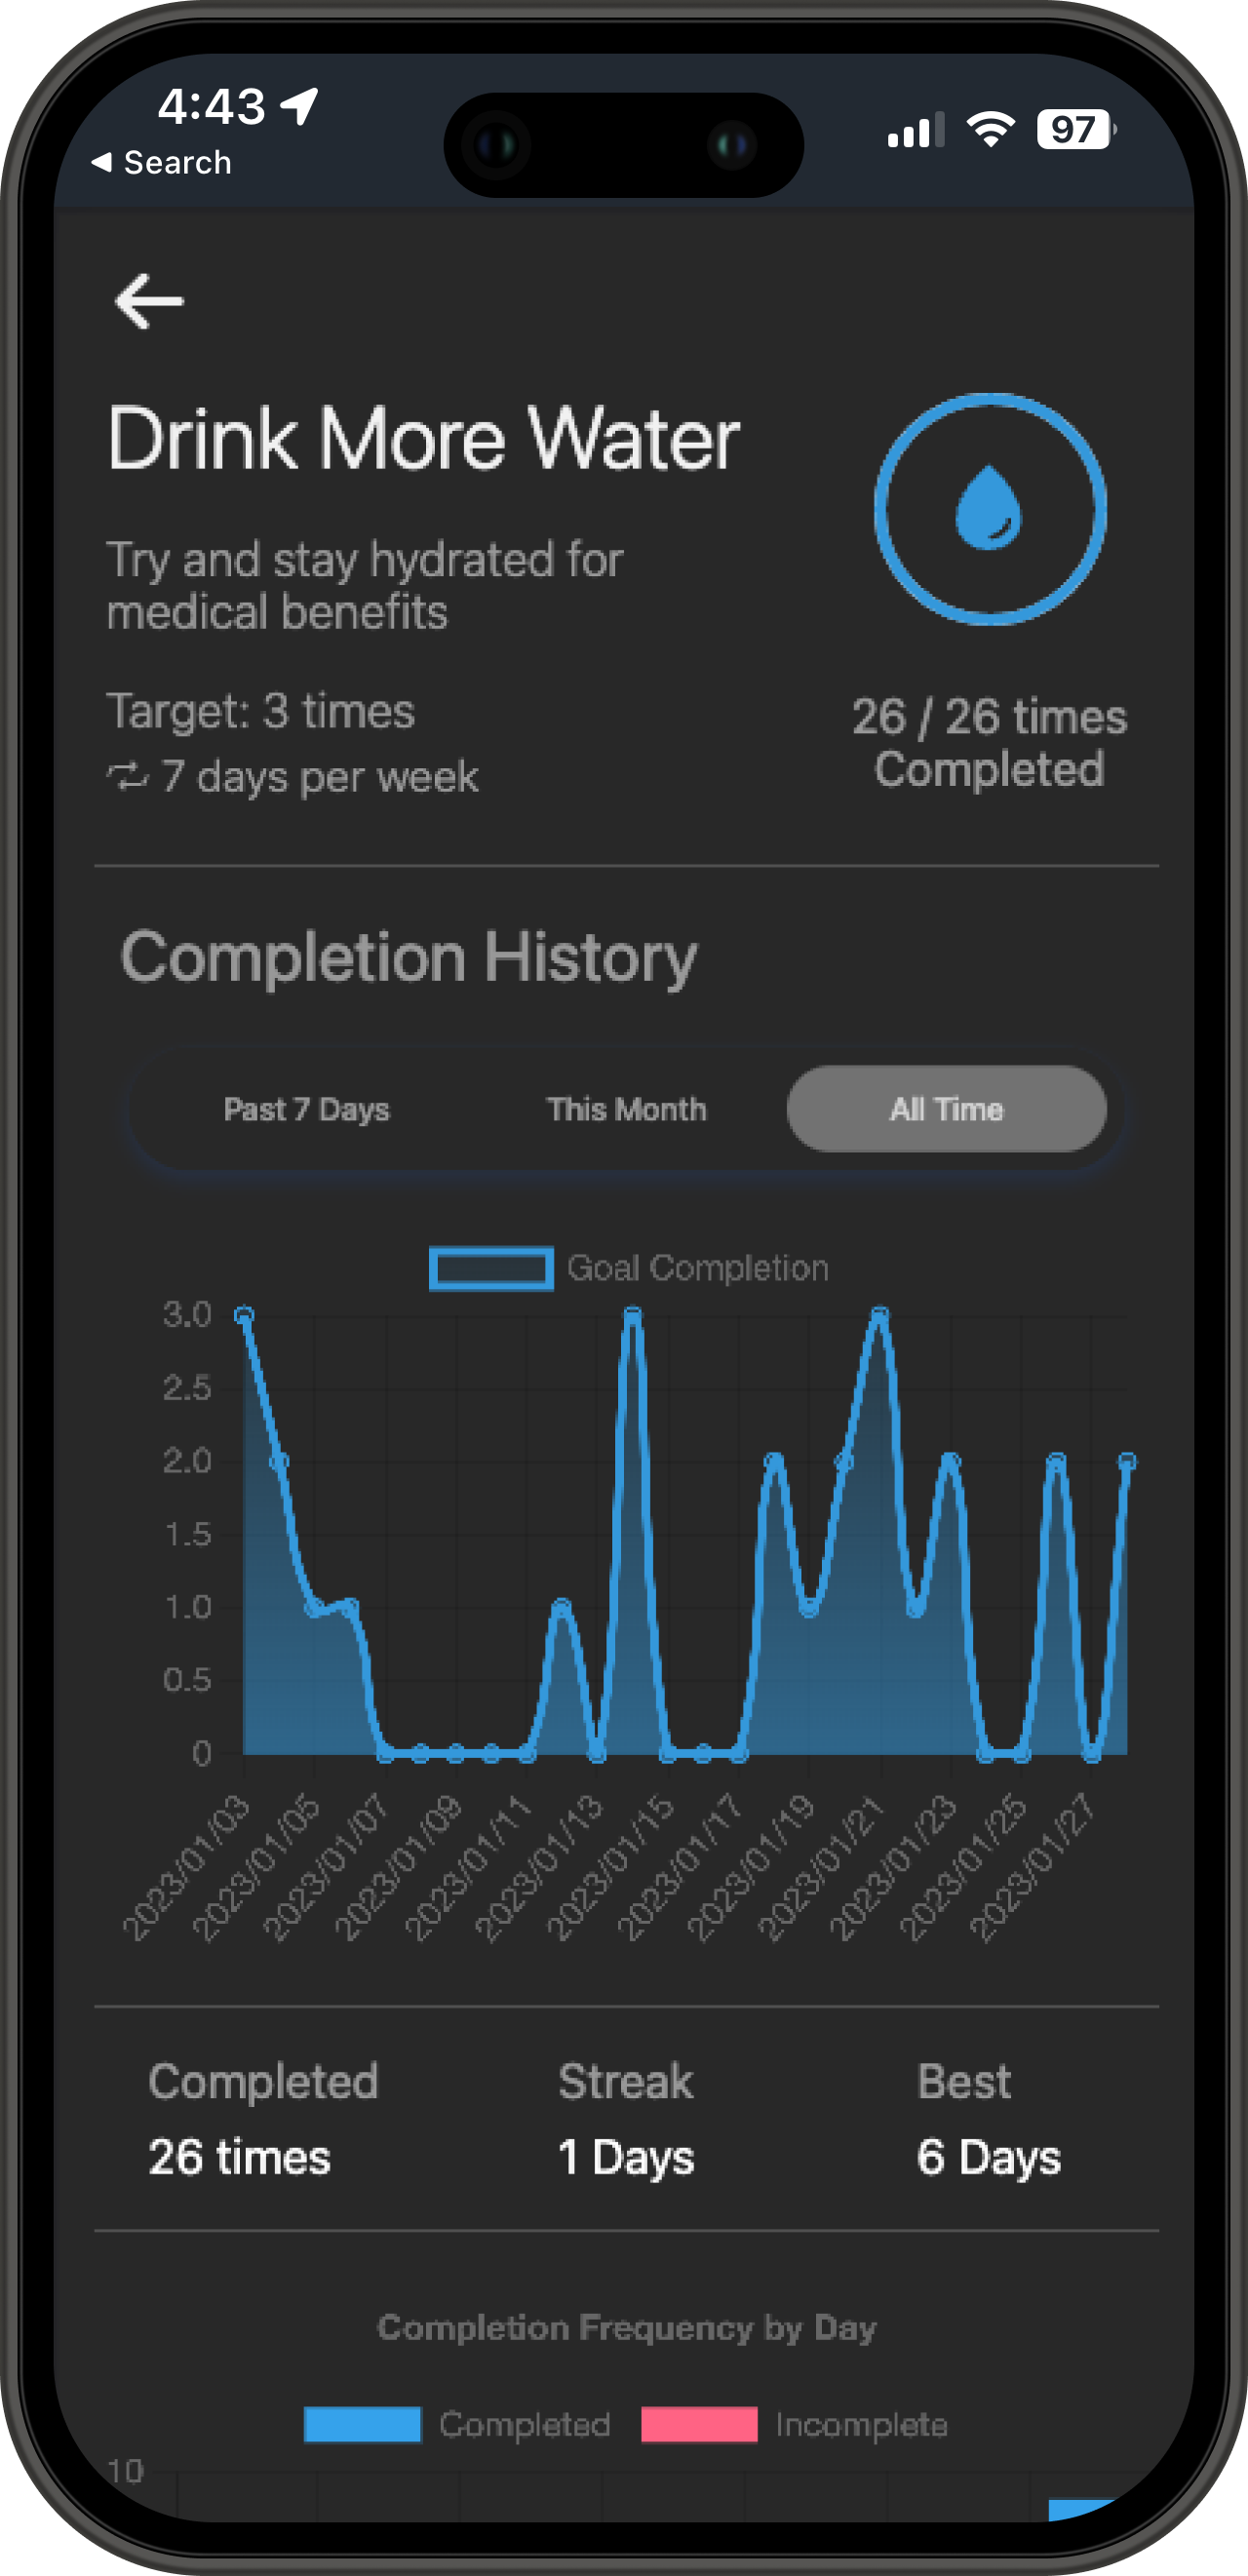 4:43
97
Search
Drink More Water
Try and stay hydrated for
medical benefits
Target: 3 times
7 days per week
26 / 26 times
Completed
Completion History
Past 7 Days
This Month
All Time
Goal Completion
3.0
2.5
2.0
1.5
1.0
0.5
0
2023/01/03
2023/01/05
2023/01/07
2023/01/09
2023/01/11
2023/01/13
2023/01/15
2023/01/17
2023/01/19
2023/01/21
2023/01/23
2023/01/25
2023/01/27
Completed
Streak
Best
26 times
1 Days
6 Days
Completion Frequency by Day
Completed
Incomplete
10